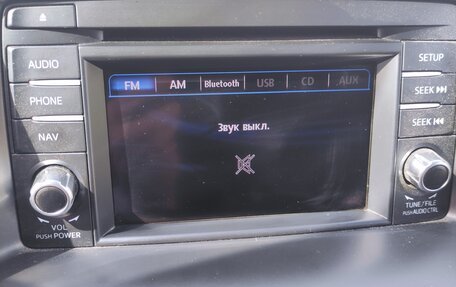 AUDIO
PHONE
NAV
VOL
PUSH POWER
FM AM Bluetooth USB CD AUX
Звук выкл.
SETUP
SEEK
SEEK
TUNE/FILE
PUSH AUDIO CTRL